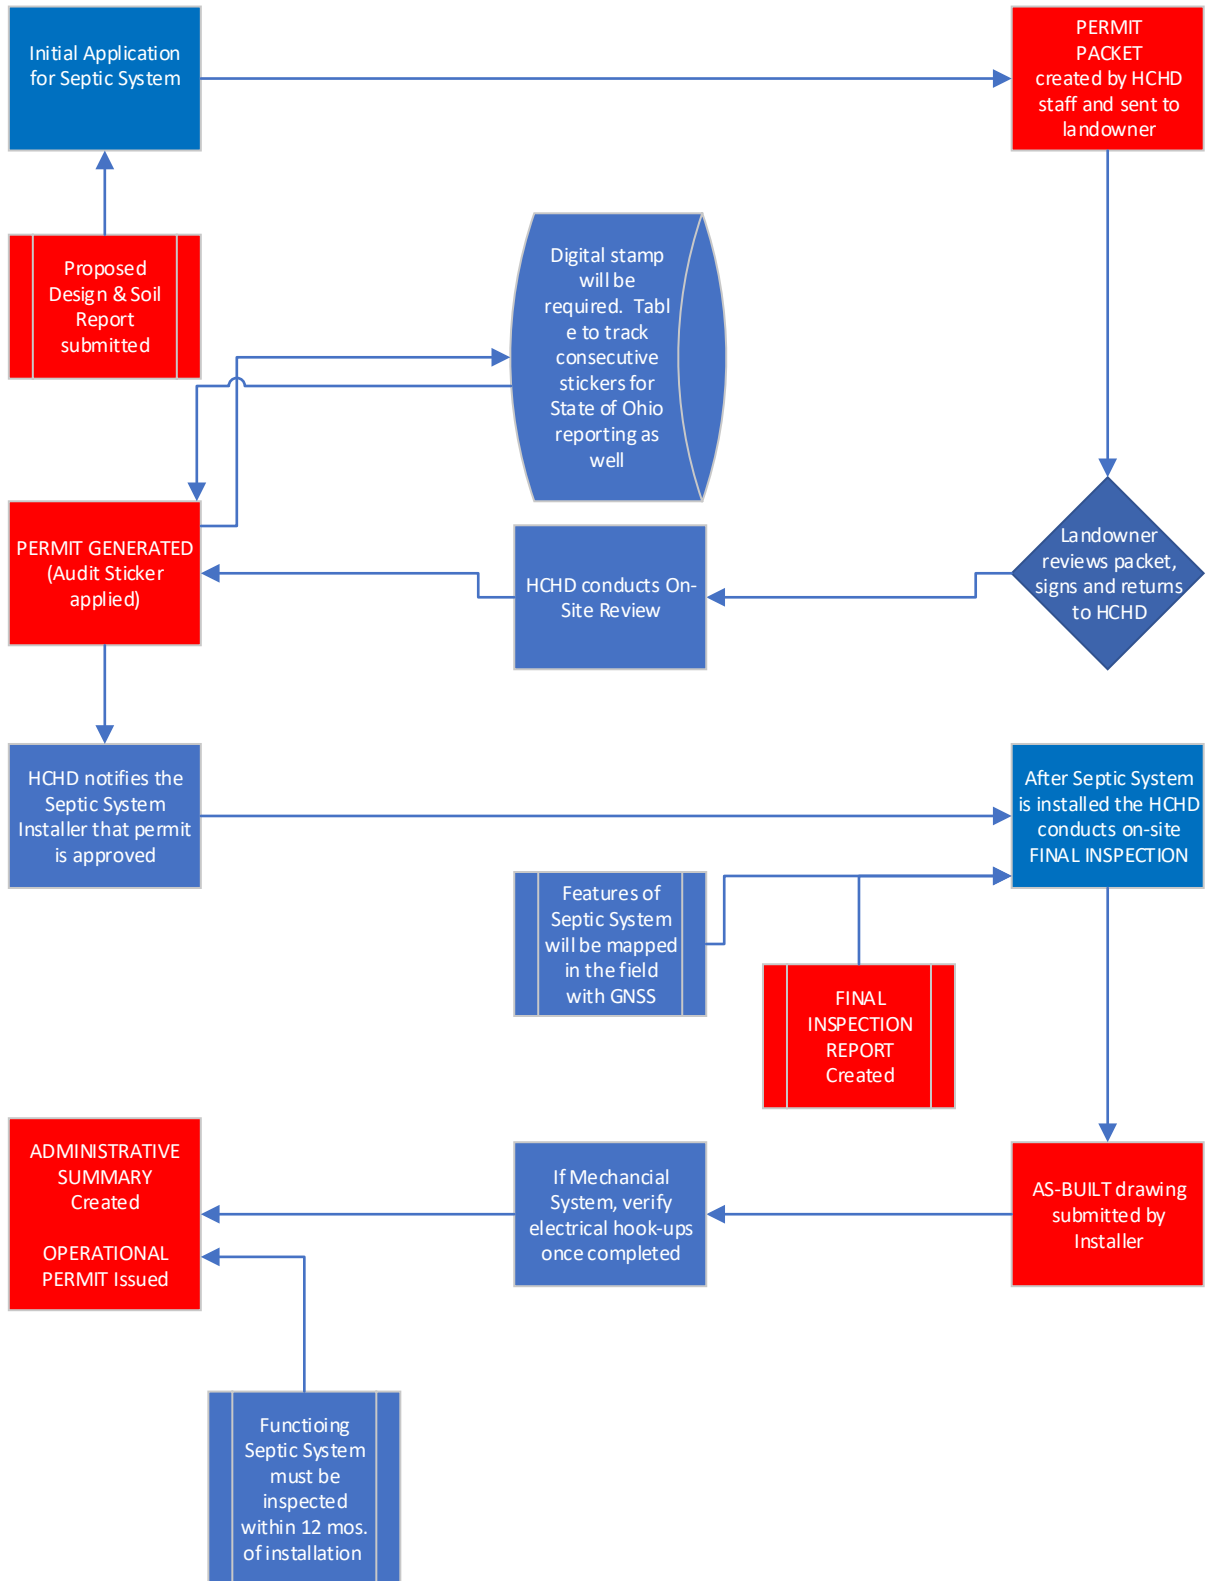 Initial Application
for Septic System
PERMIT
PACKET
created by HCHD
staff and sent to
landowner
Proposed
Design & Soil
Report
submitted
Digital stamp
will be
required. Tabl
e to track
consecutive
stickers for
State of Ohio
reporting as
well
PERMIT GENERATED
(Audit Sticker
applied)
HCHD conducts On-
Site Review
Landowner
reviews packet,
signs and returns
to HCHD
HCHD notifies the
Septic System
Installer that permit
is approved
After Septic System
is installed the HCHD
conducts on-site
FINAL INSPECTION
Features of
Septic System
will be mapped
in the field
with GNSS
FINAL
INSPECTION
REPORT
Created
ADMINISTRATIVE
SUMMARY
Created
OPERATIONAL
PERMIT Issued
If Mechancial
System, verify
electrical hook-ups
once completed
AS-BUILT drawing
submitted by
Installer
Functioing
Septic System
must be
inspected
within 12 mos.
of installation